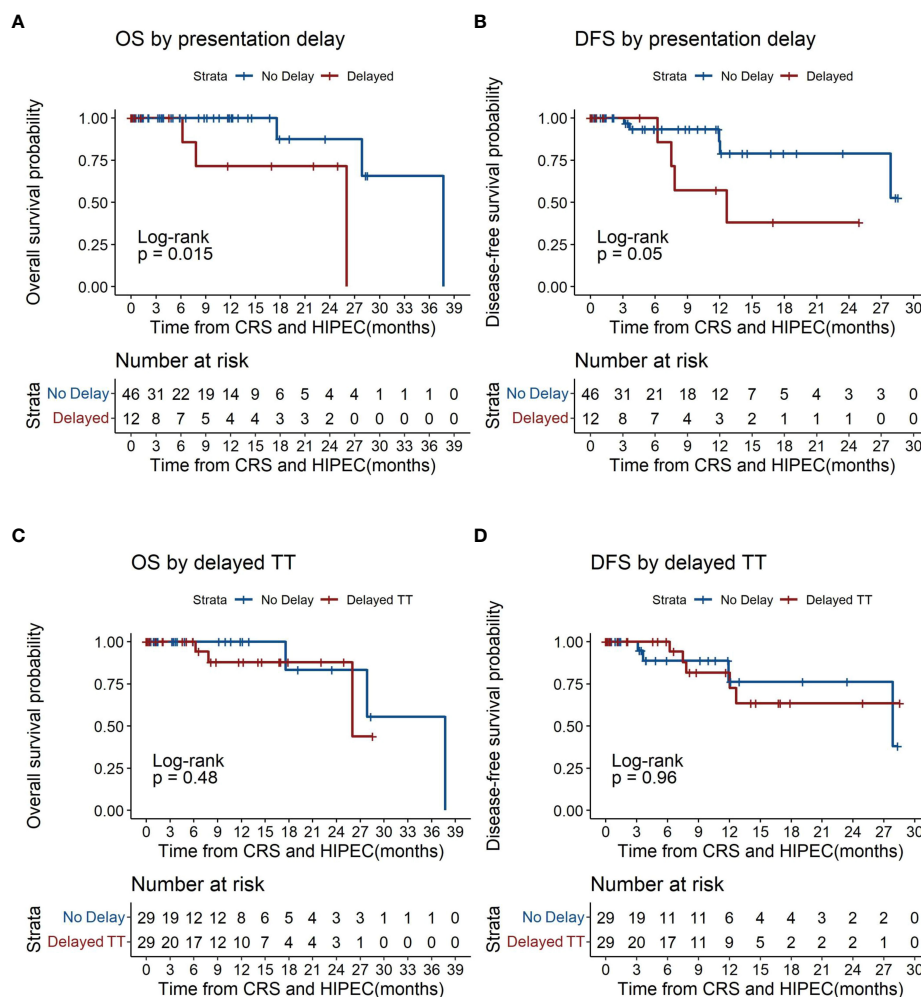 A
OS by presentation delay
Strata No Delay Delayed
Overall survival probability
1.00
0.75
0.50
0.25
0.00
Log-rank
p = 0.015
0 3 6 9 12 15 18 21 24 27 30 33 36 39
Time from CRS and HIPEC(months)
Number at risk
Strata
No Delay 46 31 22 19 14 9 6 5 4 4 1 1 1 0
Delayed 12 8 7 5 4 4 3 3 2 0 0 0 0 0
0 3 6 9 12 15 18 21 24 27 30 33 36 39
Time from CRS and HIPEC(months)
B
DFS by presentation delay
Strata No Delay Delayed
Disease-free survival probability
1.00
0.75
0.50
0.25
0.00
Log-rank
p = 0.05
0 3 6 9 12 15 18 21 24 27 30
Time from CRS and HIPEC(months)
Number at risk
Strata
No Delay 46 31 21 18 12 7 5 4 3 3 0
Delayed 12 8 7 4 3 2 1 1 1 0 0
0 3 6 9 12 15 18 21 24 27 30
Time from CRS and HIPEC(months)
C
OS by delayed TT
Strata No Delay Delayed TT
Overall survival probability
1.00
0.75
0.50
0.25
0.00
Log-rank
p = 0.48
0 3 6 9 12 15 18 21 24 27 30 33 36 39
Time from CRS and HIPEC(months)
Number at risk
Strata
No Delay 29 19 12 12 8 6 5 4 3 3 1 1 1 0
Delayed TT 29 20 17 12 10 7 4 4 3 1 0 0 0 0
0 3 6 9 12 15 18 21 24 27 30 33 36 39
Time from CRS and HIPEC(months)
D
DFS by delayed TT
Strata No Delay Delayed TT
Disease-free survival probability
1.00
0.75
0.50
0.25
0.00
Log-rank
p = 0.96
0 3 6 9 12 15 18 21 24 27 30
Time from CRS and HIPEC(months)
Number at risk
Strata
No Delay 29 19 11 11 6 4 4 3 2 2 0
Delayed TT 29 20 17 11 9 5 2 2 2 1 0
0 3 6 9 12 15 18 21 24 27 30
Time from CRS and HIPEC(months)